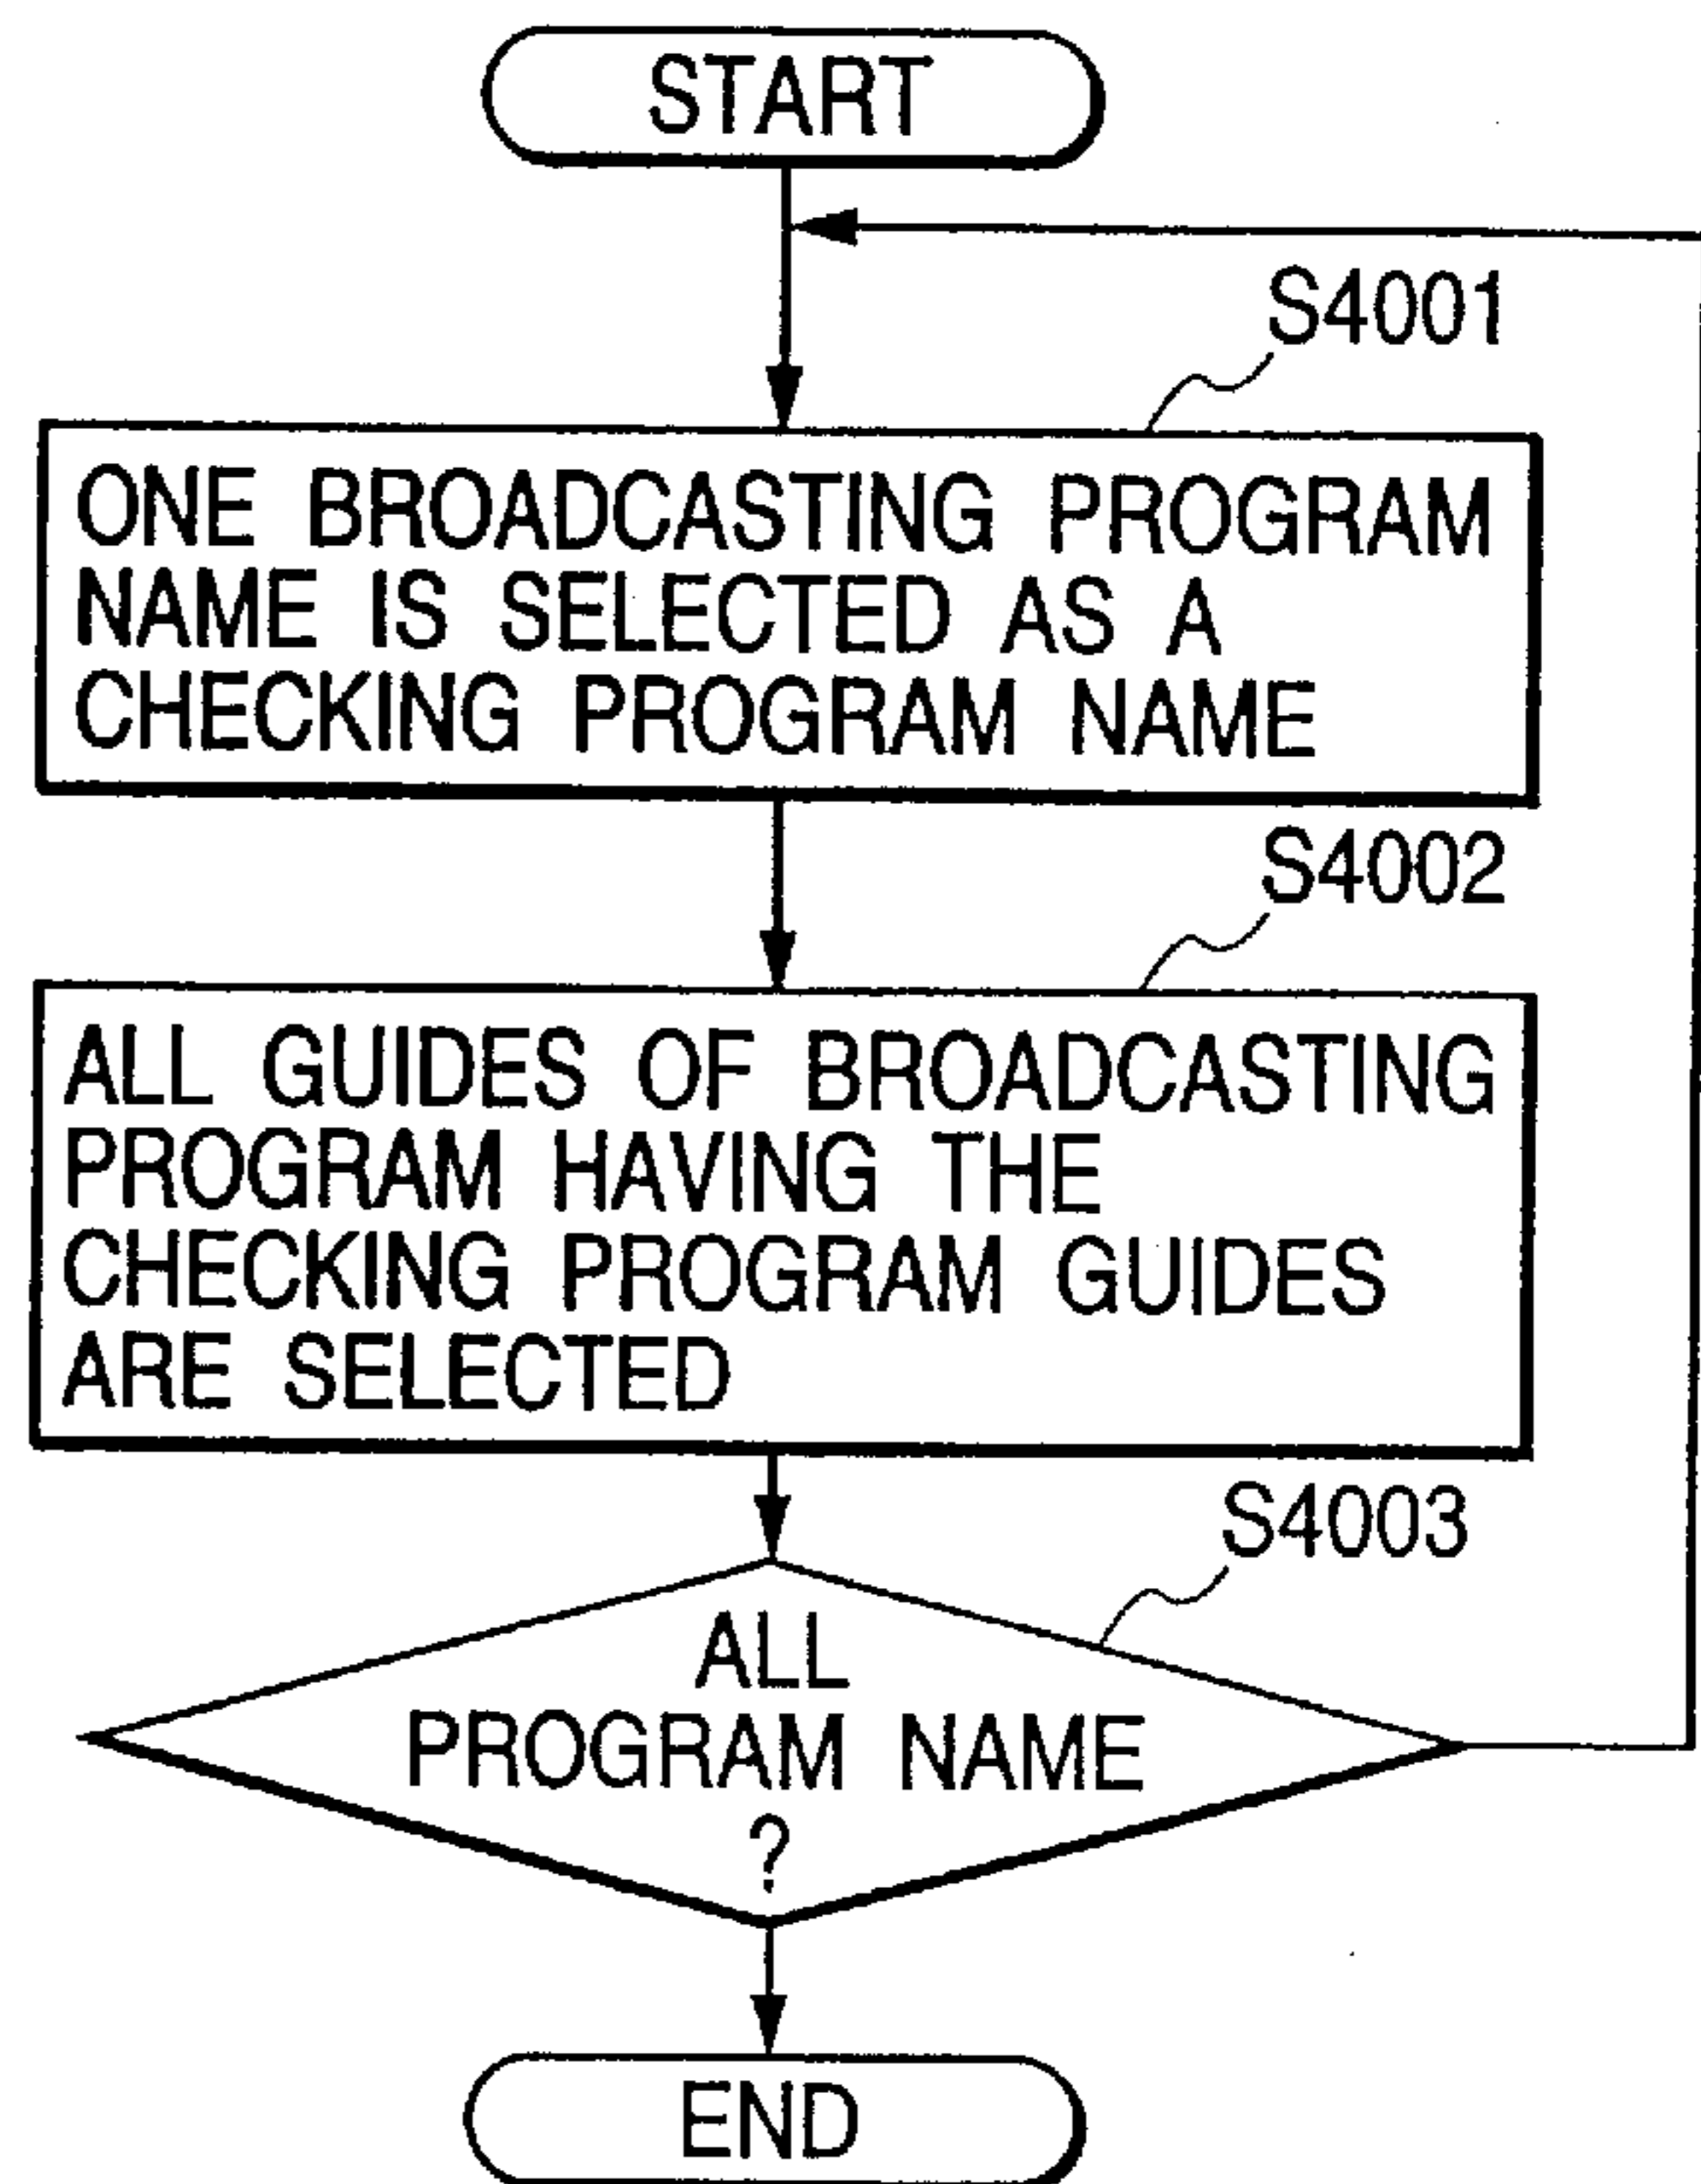 START
S4001
ONE BROADCASTING PROGRAM
NAME IS SELECTED AS A
CHECKING PROGRAM NAME
S4002
ALL GUIDES OF BROADCASTING
PROGRAM HAVING THE
CHECKING PROGRAM GUIDES
ARE SELECTED
S4003
ALL
PROGRAM NAME
?
END